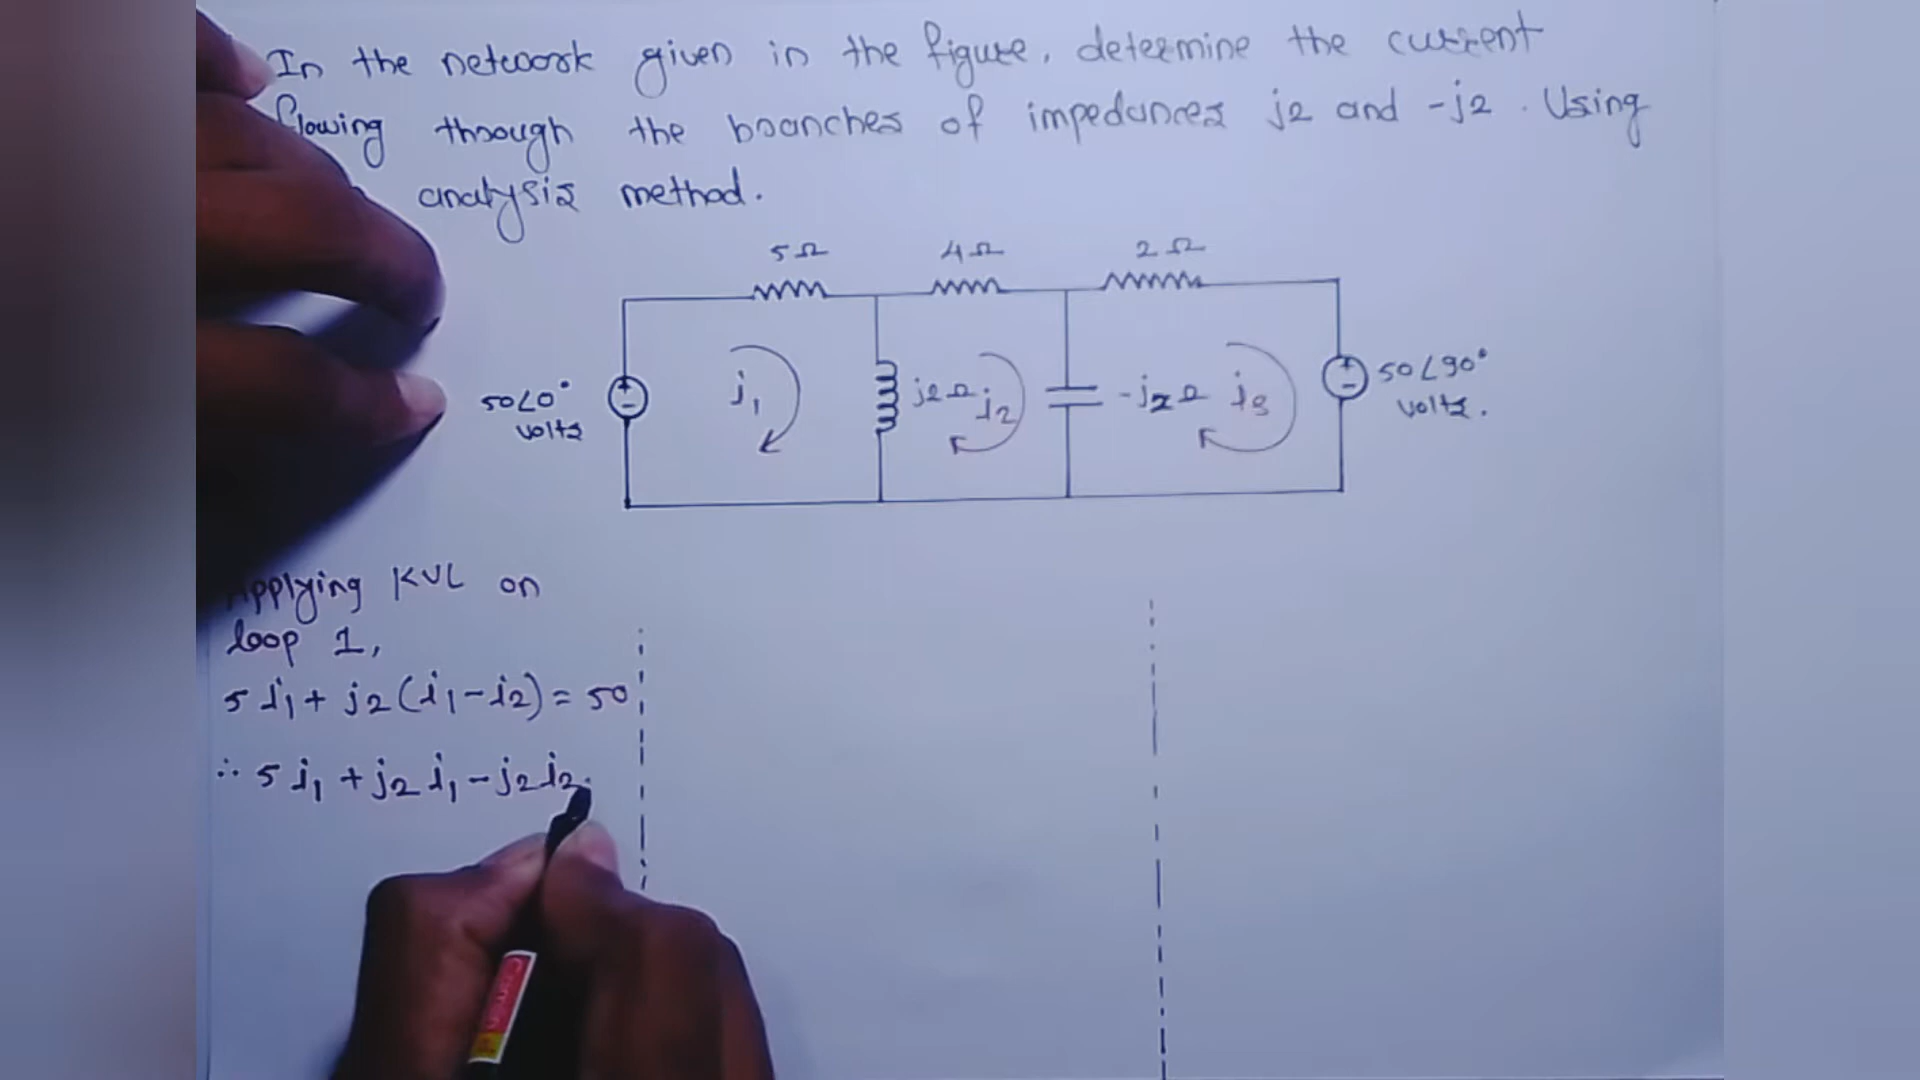 In the network given in the figure, determine the current
flowing through the branches of impedances j2 and -j2. Using
analysis method.
5Ω 4Ω 2Ω
50∠0° volts
i1
j2Ω
i2
-j2Ω
i3
50∠90° volts.
Applying KVL on
loop 1,
5i1 + j2(i1-i2) = 50
∴ 5i1 + j2i1 - j2i2